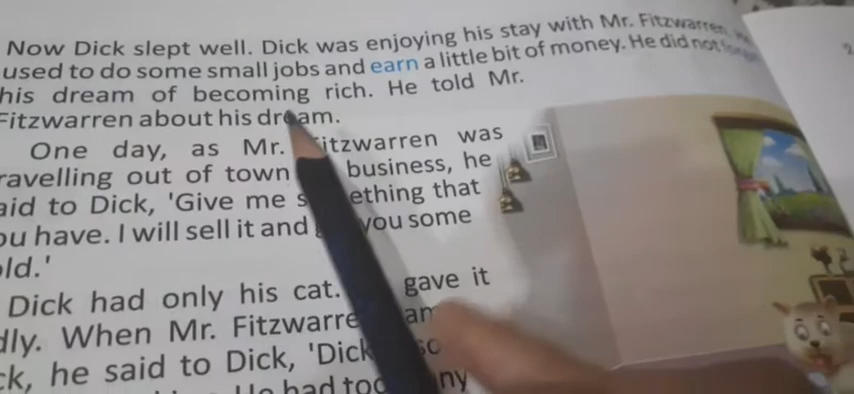 Now Dick slept well. Dick was enjoying his stay with Mr. Fitzwarren.
used to do some small jobs and earn a little bit of money. He did not
his dream of becoming rich. He told Mr.
Fitzwarren about his dream.
One day, as Mr. Fitzwarren was
ravelling out of town business, he
aid to Dick, 'Give me s ething that
ou have. I will sell it and you some
old.'
Dick had only his cat. gave it
dly. When Mr. Fitzwarre
ck, he said to Dick, 'Dick
He had too ny
2